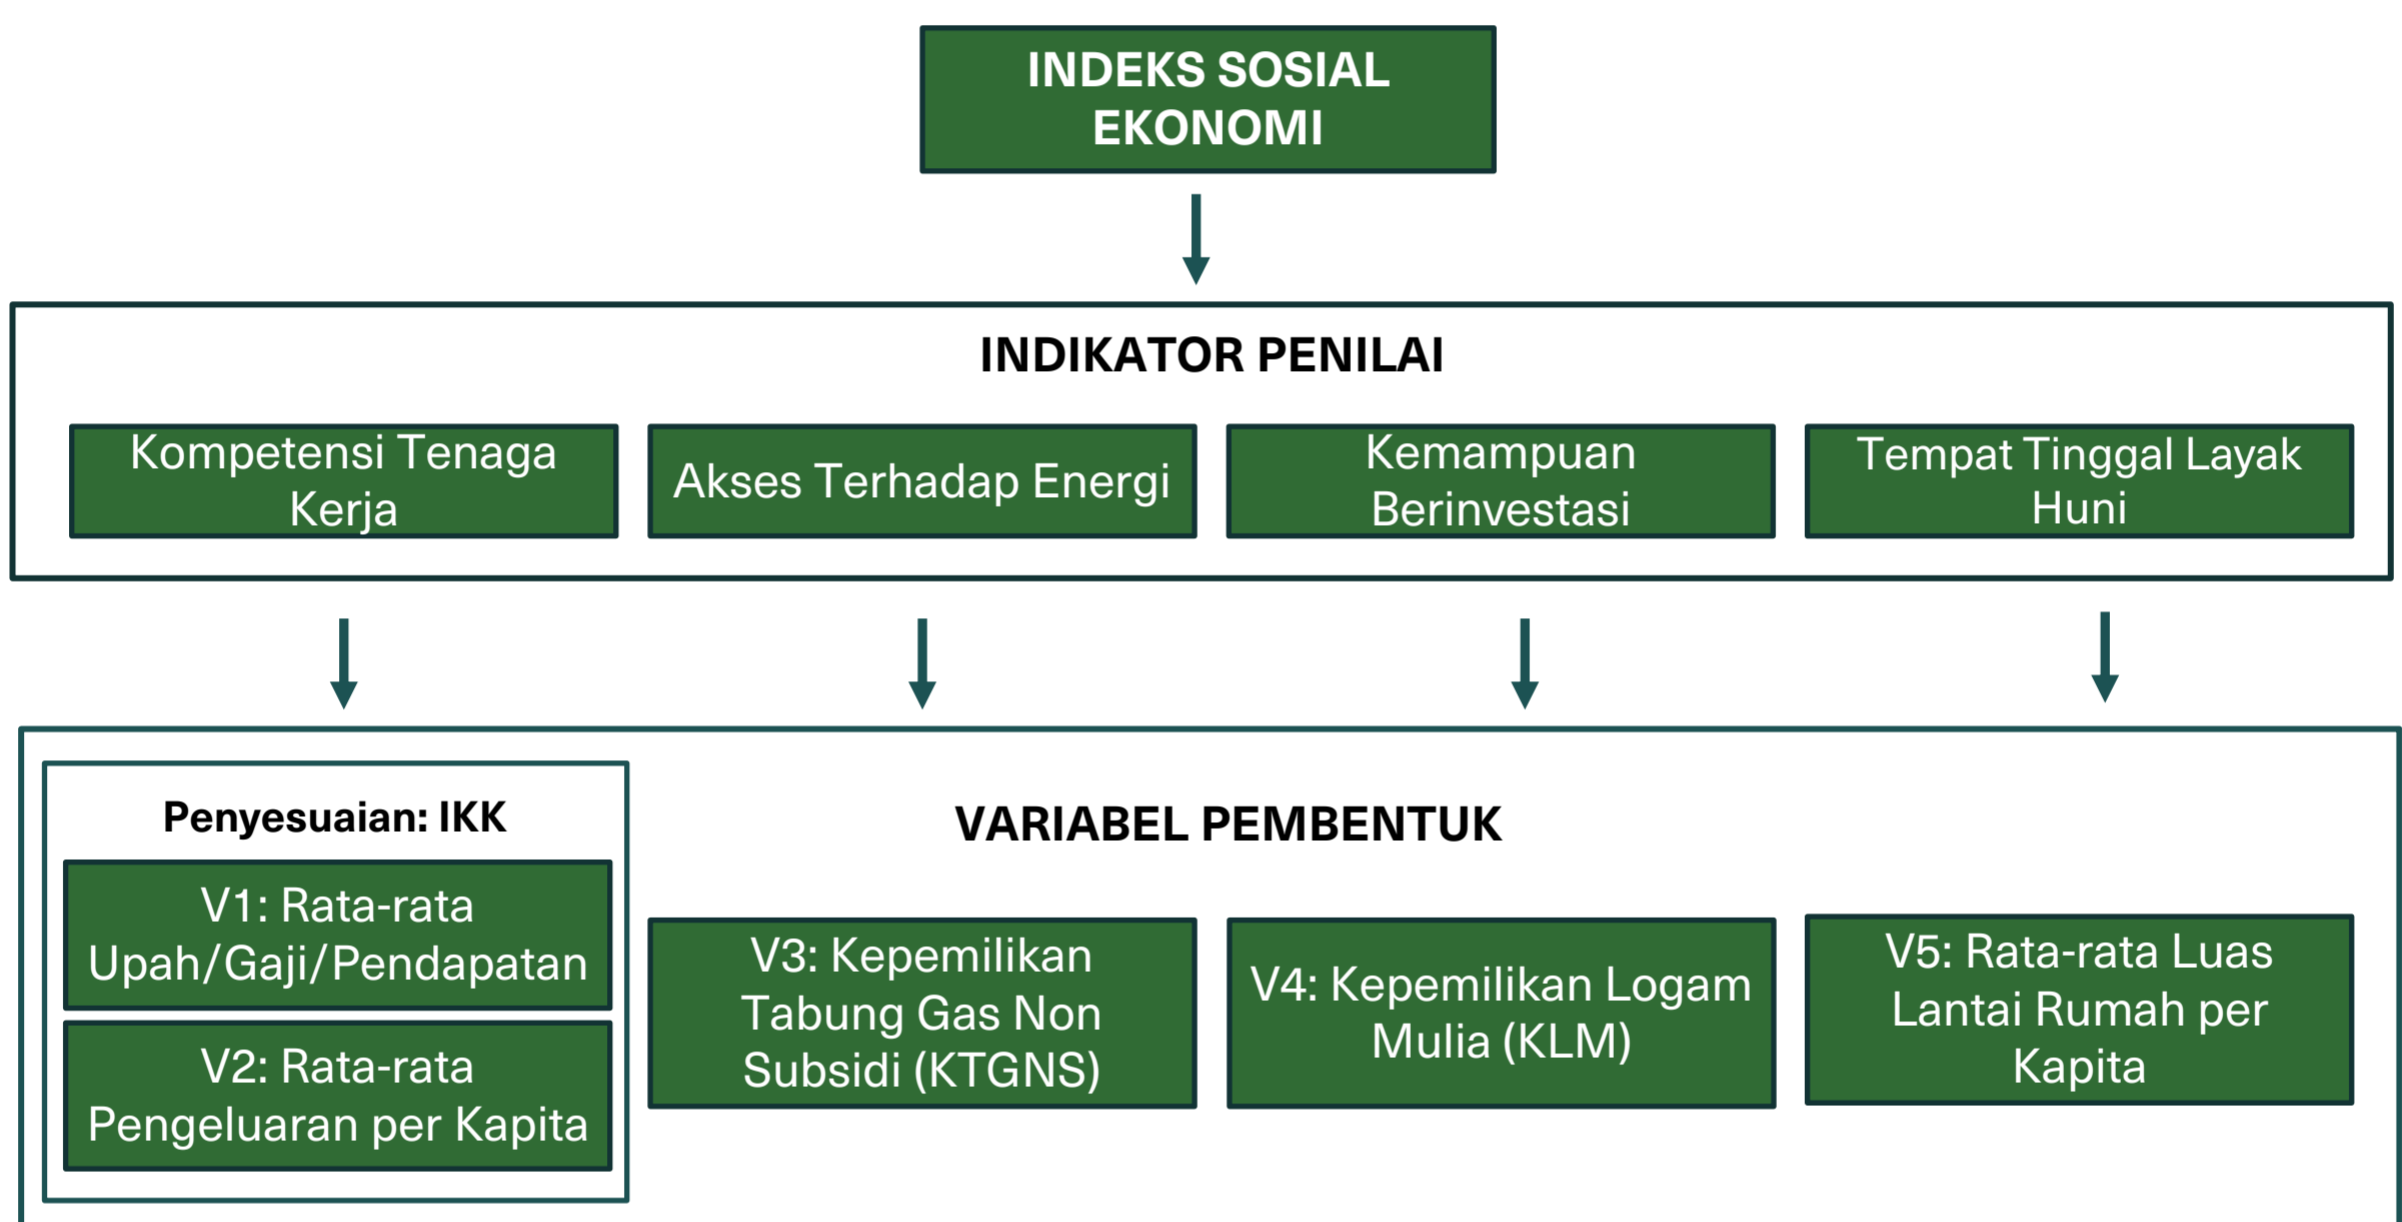 INDEKS SOSIAL
EKONOMI
INDIKATOR PENILAI
Kompetensi Tenaga
Kerja
Akses Terhadap Energi
Kemampuan
Berinvestasi
Tempat Tinggal Layak
Huni
Penyesuaian: IKK
VARIABEL PEMBENTUK
V1: Rata-rata
Upah/Gaji/Pendapatan
V2: Rata-rata
Pengeluaran per Kapita
V3: Kepemilikan
Tabung Gas Non
Subsidi (KTGNS)
V4: Kepemilikan Logam
Mulia (KLM)
V5: Rata-rata Luas
Lantai Rumah per
Kapita